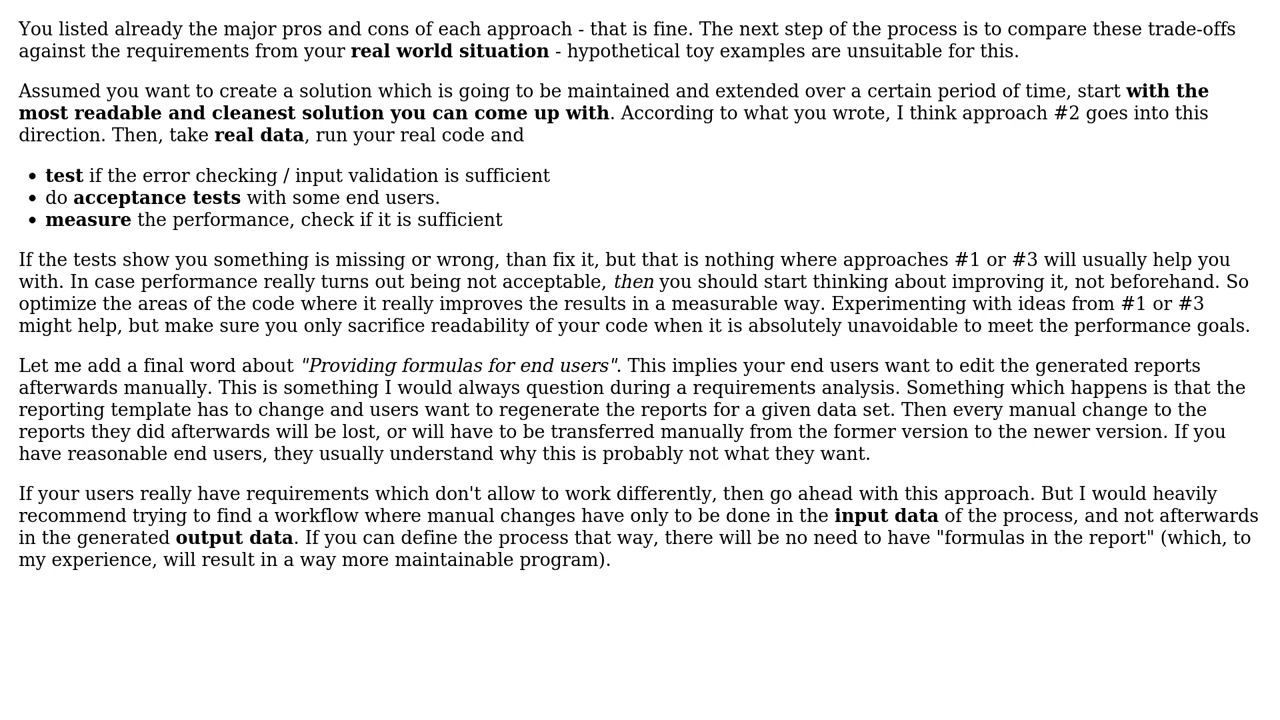 You listed already the major pros and cons of each approach - that is fine. The next step of the process is to compare these trade-offs
against the requirements from your real world situation - hypothetical toy examples are unsuitable for this.
Assumed you want to create a solution which is going to be maintained and extended over a certain period of time, start with the
most readable and cleanest solution you can come up with. According to what you wrote, I think approach #2 goes into this
direction. Then, take real data, run your real code and
• test if the error checking / input validation is sufficient
• do acceptance tests with some end users.
• measure the performance, check if it is sufficient
If the tests show you something is missing or wrong, than fix it, but that is nothing where approaches #1 or #3 will usually help you
with. In case performance really turns out being not acceptable, then you should start thinking about improving it, not beforehand. So
optimize the areas of the code where it really improves the results in a measurable way. Experimenting with ideas from #1 or #3
might help, but make sure you only sacrifice readability of your code when it is absolutely unavoidable to meet the performance goals.
Let me add a final word about "Providing formulas for end users". This implies your end users want to edit the generated reports
afterwards manually. This is something I would always question during a requirements analysis. Something which happens is that the
reporting template has to change and users want to regenerate the reports for a given data set. Then every manual change to the
reports they did afterwards will be lost, or will have to be transferred manually from the former version to the newer version. If you
have reasonable end users, they usually understand why this is probably not what they want.
If your users really have requirements which don't allow to work differently, then go ahead with this approach. But I would heavily
recommend trying to find a workflow where manual changes have only to be done in the input data of the process, and not afterwards
in the generated output data. If you can define the process that way, there will be no need to have "formulas in the report" (which, to
my experience, will result in a way more maintainable program).